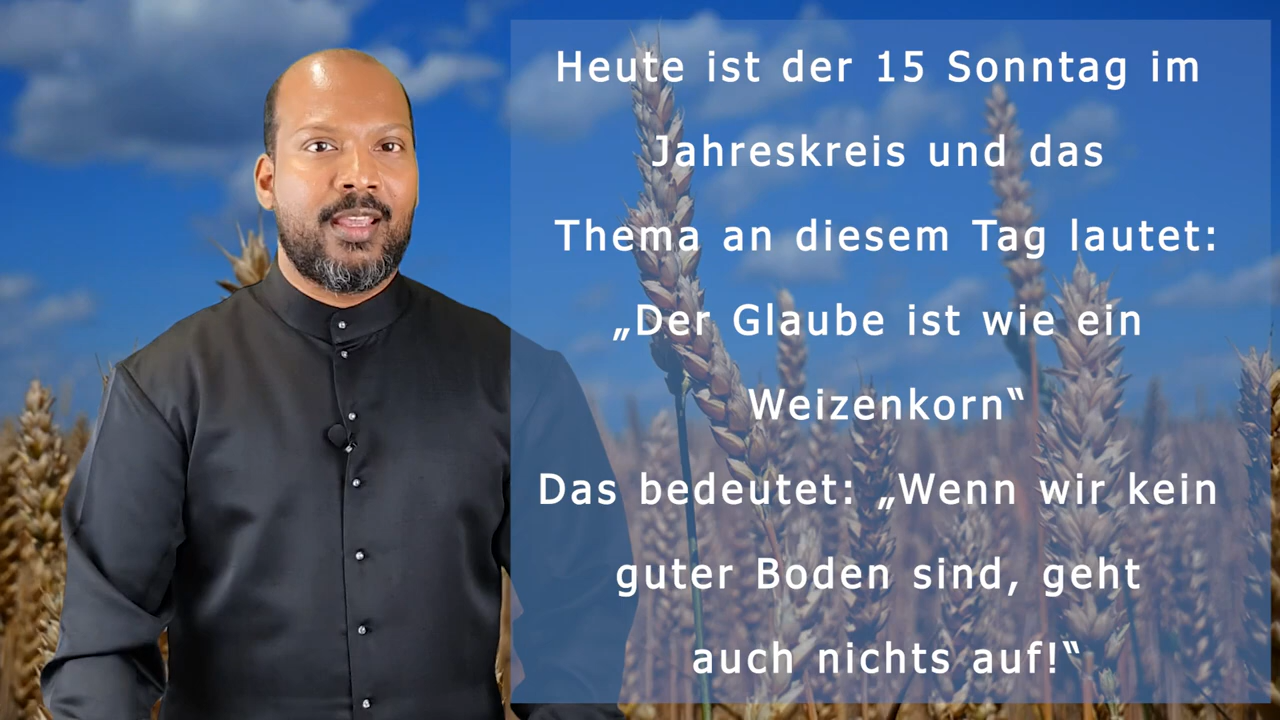 Heute ist der 15 Sonntag im
Jahreskreis und das
Thema an diesem Tag lautet:
„Der Glaube ist wie ein
Weizenkorn“
Das bedeutet: „Wenn wir kein
guter Boden sind, geht
auch nichts auf!“